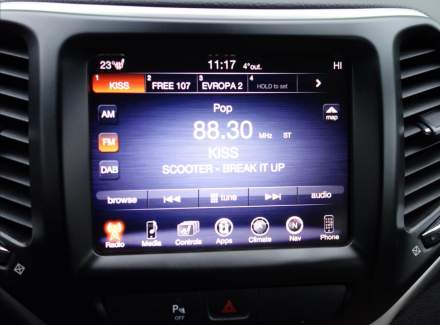 23° 11:17 4°out. HI
1 KISS 2 FREE 107 3 EVROPA 2 4 HOLD to set
AM Pop map
88.30 MHz ST
FM KISS
DAB SCOOTER - BREAK IT UP
browse tune audio
Radio Media Controls Apps Climate Nav Phone
P OFF